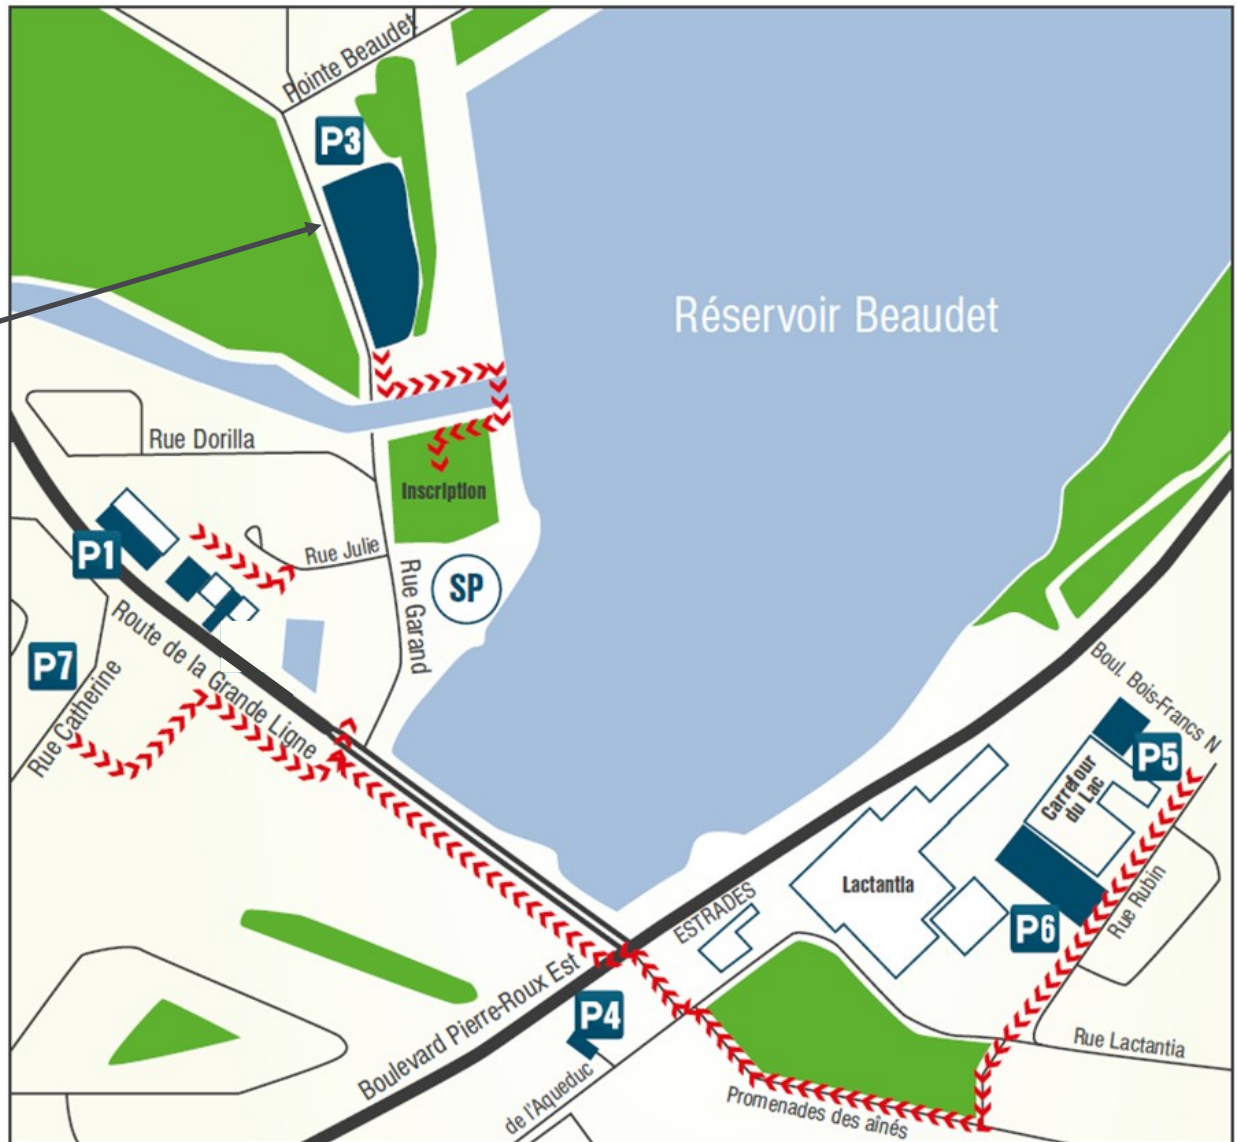 Pointe Beaudet
P3
Réservoir Beaudet
Rue Dorilla
Inscription
P1
Rue Julie
Rue Garand
SP
Route de la Grande Ligne
P7
Rue Catherine
Boul. Bois-Francs N
P5
Carrefour
du Lac
Lactantia
ESTRADES
P6
Rue Rubin
Boulevard Pierre-Roux Est
P4
de l'Aqueduc
Rue Lactantia
Promenades des aînés